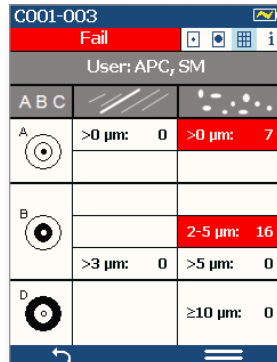 C001-003
Fail
i
User: APC, SM
A B C
A
>0 µm: 0
>0 µm: 7
B
2-5 µm: 16
>3 µm: 0
>5 µm: 0
D
≥10 µm: 0